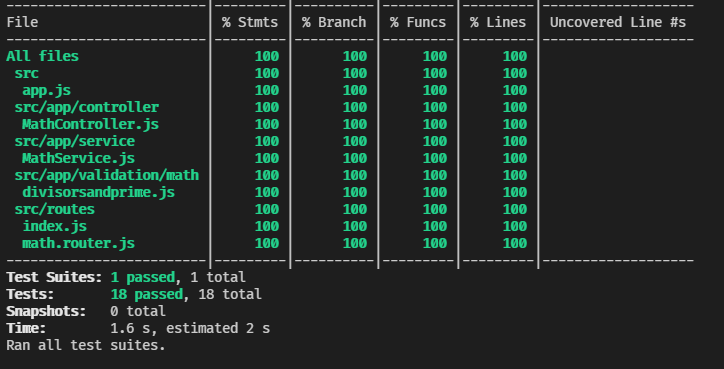 --------------------------|---------|----------|---------|---------|-------------------
File                      | % Stmts | % Branch | % Funcs | % Lines | Uncovered Line #s
--------------------------|---------|----------|---------|---------|-------------------
All files                 |     100 |      100 |     100 |     100 |
 src                      |     100 |      100 |     100 |     100 |
  app.js                  |     100 |      100 |     100 |     100 |
 src/app/controller       |     100 |      100 |     100 |     100 |
  MathController.js       |     100 |      100 |     100 |     100 |
 src/app/service          |     100 |      100 |     100 |     100 |
  MathService.js          |     100 |      100 |     100 |     100 |
 src/app/validation/math  |     100 |      100 |     100 |     100 |
  divisorsandprime.js     |     100 |      100 |     100 |     100 |
 src/routes               |     100 |      100 |     100 |     100 |
  index.js                |     100 |      100 |     100 |     100 |
  math.router.js          |     100 |      100 |     100 |     100 |
--------------------------|---------|----------|---------|---------|-------------------
Test Suites: 1 passed, 1 total
Tests:       18 passed, 18 total
Snapshots:   0 total
Time:        1.6 s, estimated 2 s
Ran all test suites.